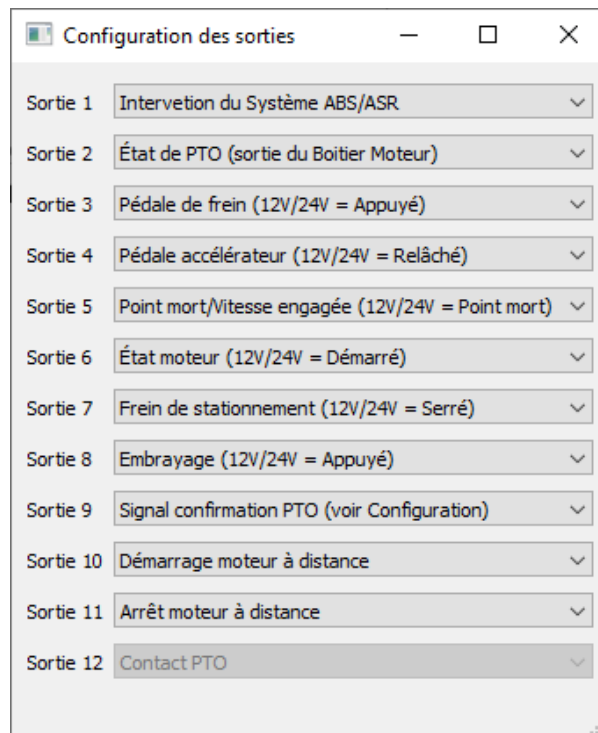 Configuration des sorties
Sortie 1 Intervetion du Système ABS/ASR
Sortie 2 État de PTO (sortie du Boitier Moteur)
Sortie 3 Pédale de frein (12V/24V = Appuyé)
Sortie 4 Pédale accélérateur (12V/24V = Relâché)
Sortie 5 Point mort/Vitesse engagée (12V/24V = Point mort)
Sortie 6 État moteur (12V/24V = Démarré)
Sortie 7 Frein de stationnement (12V/24V = Serré)
Sortie 8 Embrayage (12V/24V = Appuyé)
Sortie 9 Signal confirmation PTO (voir Configuration)
Sortie 10 Démarrage moteur à distance
Sortie 11 Arrêt moteur à distance
Sortie 12 Contact PTO